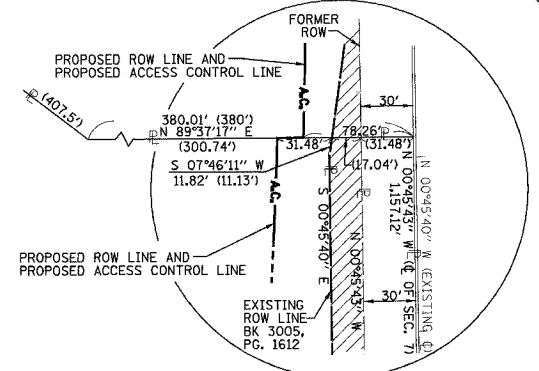 FORMER
ROW
PROPOSED ROW LINE AND
PROPOSED ACCESS CONTROL LINE
(407.5')
A.C.
30'
380.01' (380')
N 89°37'17" E
(300.74')
31.48'
78.26'
(31.48')
(17.04')
S 07°46'11" W
11.82' (11.13')
A.C.
S 00°45'40" E
N 00°45'43" W
N 00°45'43" W (℄ OF SEC. 7)
1,157.12'
N 00°45'40" W (EXISTING ℄)
PROPOSED ROW LINE AND
PROPOSED ACCESS CONTROL LINE
30'
EXISTING
ROW LINE
BK 3005,
PG. 1612